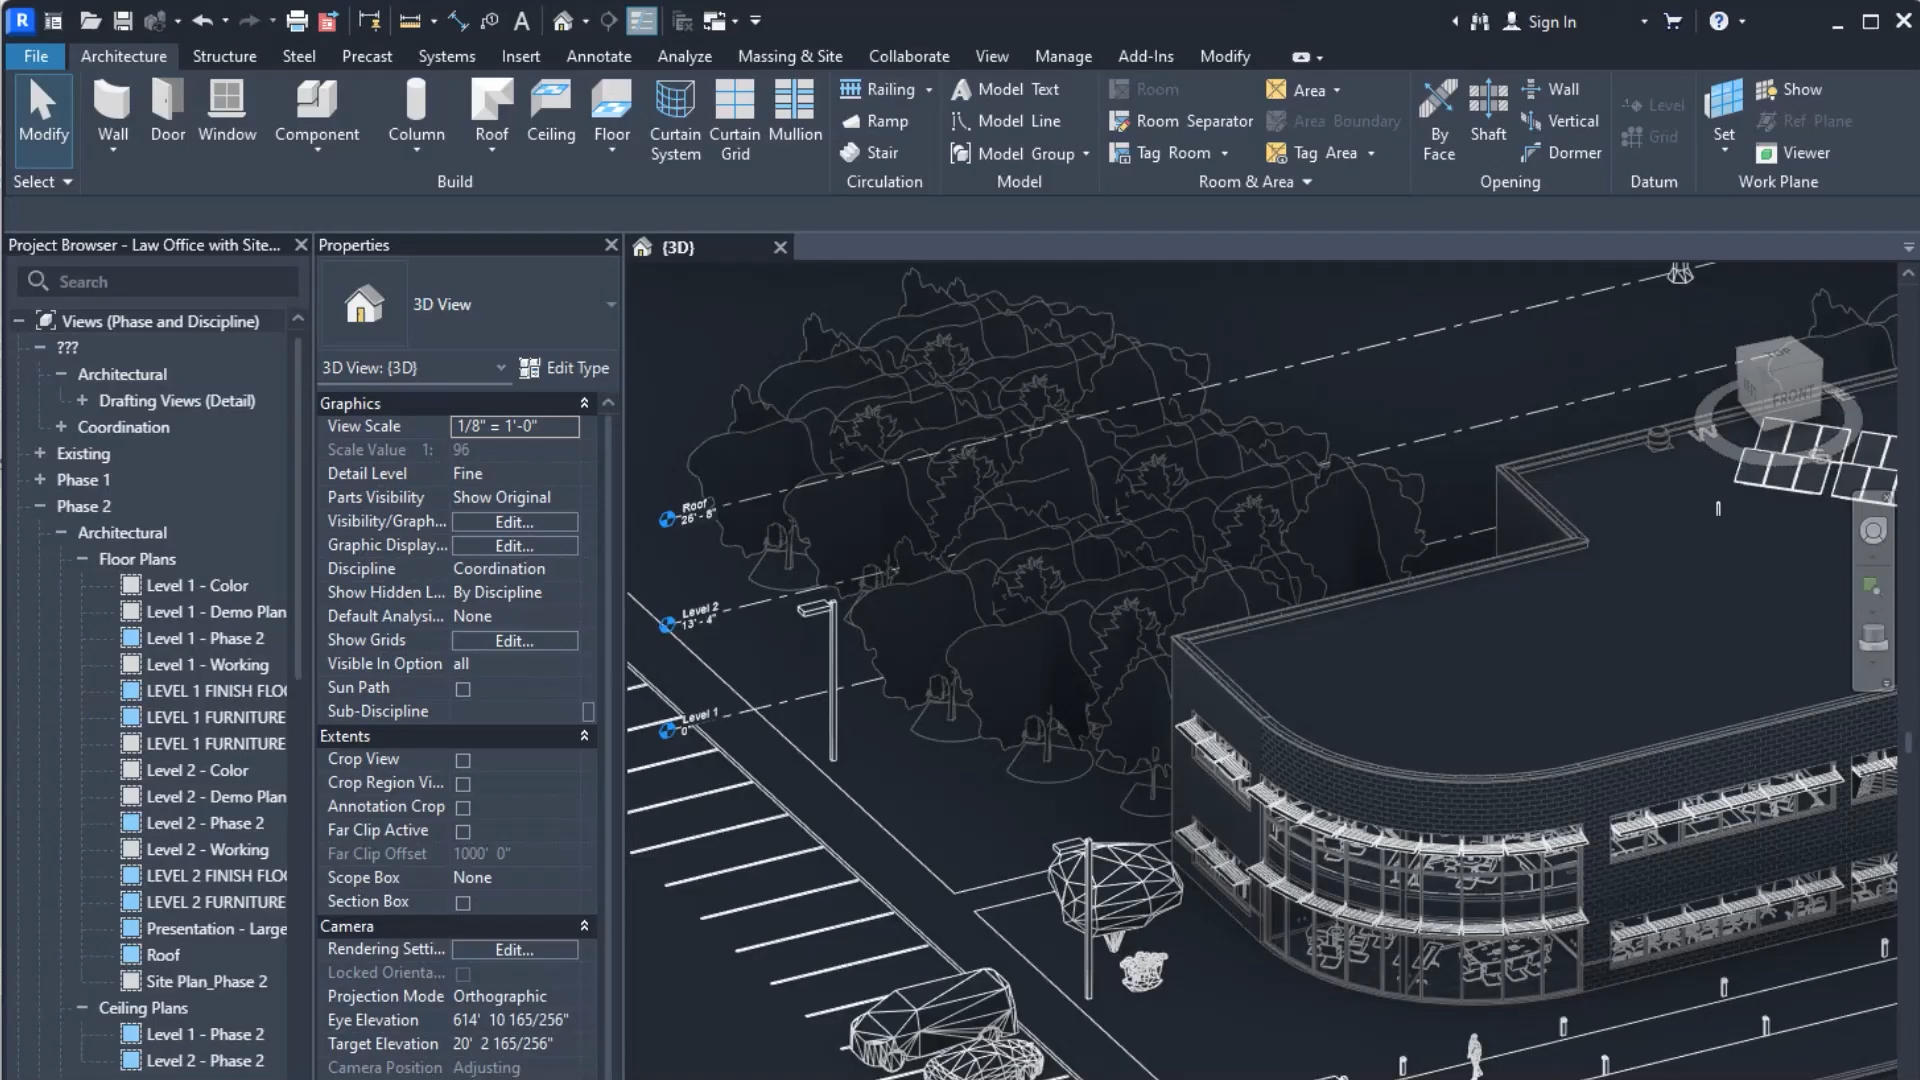 R
Sign In
File Architecture Structure Steel Precast Systems Insert Annotate Analyze Massing & Site Collaborate View Manage Add-Ins Modify
Modify
Wall
Door
Window
Component
Column
Roof
Ceiling
Floor
Curtain System
Curtain Grid
Mullion
Railing
Ramp
Stair
Model Text
Model Line
Model Group
Room
Room Separator
Tag Room
Area
Area Boundary
Tag Area
By Face
Shaft
Wall
Vertical
Dormer
Level
Grid
Set
Show
Ref Plane
Viewer
Select Build Circulation Model Room & Area Opening Datum Work Plane
Project Browser - Law Office with Site...
Search
Views (Phase and Discipline)
???
Architectural
Drafting Views (Detail)
Coordination
Existing
Phase 1
Phase 2
Architectural
Floor Plans
Level 1 - Color
Level 1 - Demo Plan
Level 1 - Phase 2
Level 1 - Working
LEVEL 1 FINISH FLO
LEVEL 1 FURNITURE
LEVEL 1 FURNITURE
Level 2 - Color
Level 2 - Demo Plan
Level 2 - Phase 2
Level 2 - Working
LEVEL 2 FINISH FLO
LEVEL 2 FURNITURE
Presentation - Large
Roof
Site Plan_Phase 2
Ceiling Plans
Level 1 - Phase 2
Level 2 - Phase 2
Properties
3D View
3D View: {3D} Edit Type
Graphics
View Scale 1/8" = 1'-0"
Scale Value 1: 96
Detail Level Fine
Parts Visibility Show Original
Visibility/Graph... Edit...
Graphic Display... Edit...
Discipline Coordination
Show Hidden L... By Discipline
Default Analysi... None
Show Grids Edit...
Visible In Option all
Sun Path
Sub-Discipline
Extents
Crop View
Crop Region Vi...
Annotation Crop
Far Clip Active
Far Clip Offset 1000' 0"
Scope Box None
Section Box
Camera
Rendering Setti... Edit...
Locked Orienta...
Projection Mode Orthographic
Eye Elevation 614' 10 165/256"
Target Elevation 20' 2 165/256"
Camera Position Adjusting
{3D}
Roof
26' - 8"
Level 2
13' - 4"
Level 1
0"
TOP
FRONT